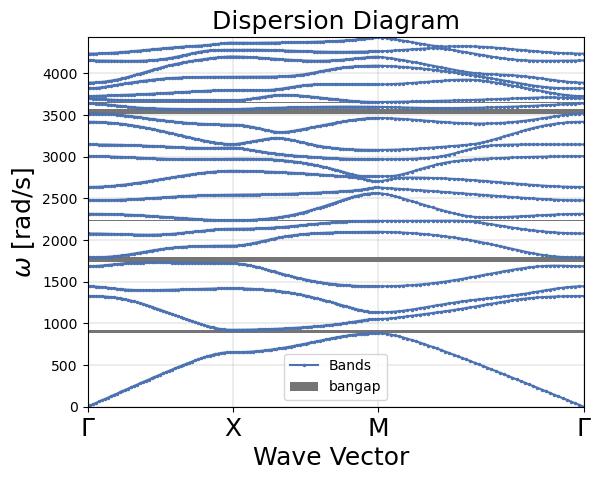 Dispersion Diagram
4000
3500
3000
2500
2000
1500
1000
500
0
ω [rad/s]
Bands
bangap
Γ X M Γ
Wave Vector